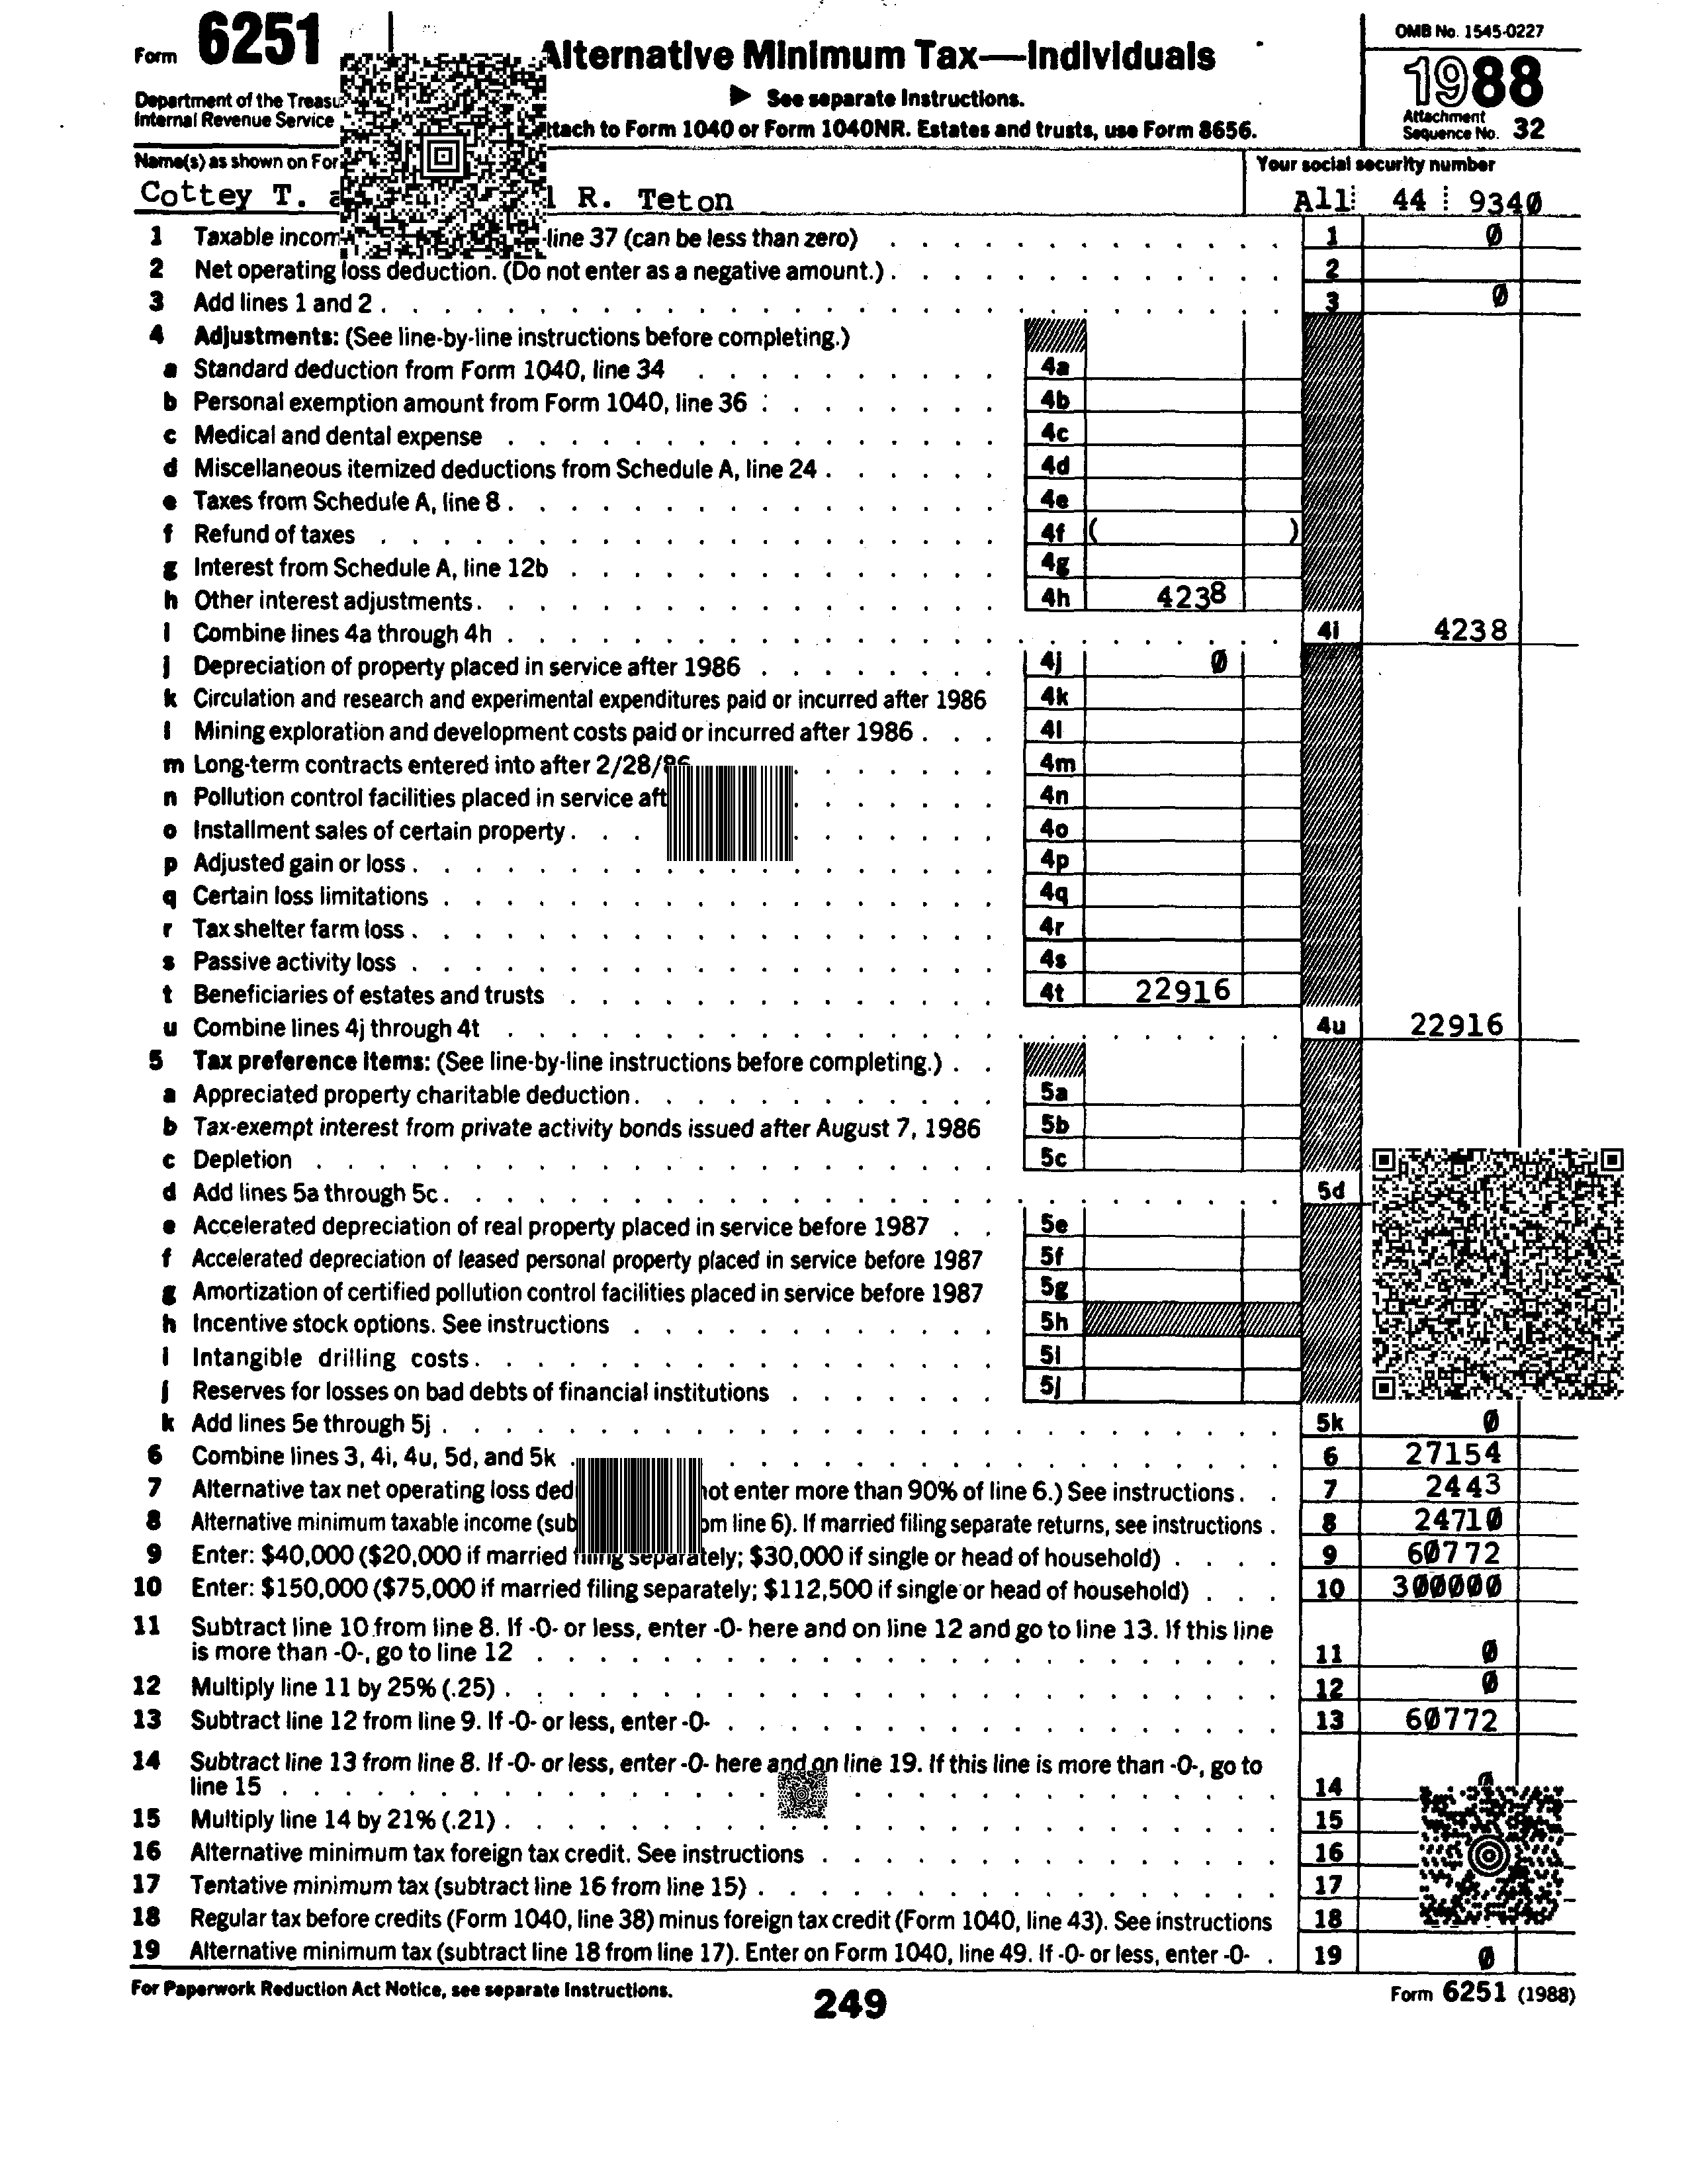 Form 6251
Alternative Minimum Tax—Individuals
OMB No. 1545-0227
1988
Department of the
Internal Revenue Service
▶ See separate Instructions.
to Form 1040 or Form 1040NR. Estates and trusts, use Form 8656.
Attachment
Sequence No. 32
Name(s) as shown on
Your social security number
Cottey T. R. Teton
All 44 9340
1 Taxable line 37 (can be less than zero) 1 0
2 Net operating loss deduction. (Do not enter as a negative amount.) 2
3 Add lines 1 and 2 3 0
4 Adjustments: (See line-by-line instructions before completing.)
a Standard deduction from Form 1040, line 34 4a
b Personal exemption amount from Form 1040, line 36 4b
c Medical and dental expense 4c
d Miscellaneous itemized deductions from Schedule A, line 24 4d
e Taxes from Schedule A, line 8 4e
f Refund of taxes 4f ( )
g Interest from Schedule A, line 12b 4g
h Other interest adjustments 4h 4238
i Combine lines 4a through 4h 4i 4238
j Depreciation of property placed in service after 1986 4j 0
k Circulation and research and experimental expenditures paid or incurred after 1986 4k
l Mining exploration and development costs paid or incurred after 1986 4l
m Long-term contracts entered into after 2/28/86 4m
n Pollution control facilities placed in service 4n
o Installment sales of certain property 4o
p Adjusted gain or loss 4p
q Certain loss limitations 4q
r Tax shelter farm loss 4r
s Passive activity loss 4s
t Beneficiaries of estates and trusts 4t 22916
u Combine lines 4j through 4t 4u 22916
5 Tax preference items: (See line-by-line instructions before completing.)
a Appreciated property charitable deduction 5a
b Tax-exempt interest from private activity bonds issued after August 7, 1986 5b
c Depletion 5c
d Add lines 5a through 5c 5d
e Accelerated depreciation of real property placed in service before 1987 5e
f Accelerated depreciation of leased personal property placed in service before 1987 5f
g Amortization of certified pollution control facilities placed in service before 1987 5g
h Incentive stock options. See instructions 5h
i Intangible drilling costs 5i
j Reserves for losses on bad debts of financial institutions 5j
k Add lines 5e through 5j 5k 0
6 Combine lines 3, 4i, 4u, 5d, and 5k 6 27154
7 Alternative tax net operating loss not enter more than 90% of line 6.) See instructions 7 2443
8 Alternative minimum taxable income line 6). If married filing separate returns, see instructions 8 24710
9 Enter: $40,000 ($20,000 if married filing separately; $30,000 if single or head of household) 9 60772
10 Enter: $150,000 ($75,000 if married filing separately; $112,500 if single or head of household) 10 300000
11 Subtract line 10 from line 8. If -0- or less, enter -0- here and on line 12 and go to line 13. If this line
is more than -0-, go to line 12 11 0
12 Multiply line 11 by 25% (.25) 12 0
13 Subtract line 12 from line 9. If -0- or less, enter -0- 13 60772
14 Subtract line 13 from line 8. If -0- or less, enter -0- here and on line 19. If this line is more than -0-, go to
line 15 14
15 Multiply line 14 by 21% (.21) 15
16 Alternative minimum tax foreign tax credit. See instructions 16
17 Tentative minimum tax (subtract line 16 from line 15) 17
18 Regular tax before credits (Form 1040, line 38) minus foreign tax credit (Form 1040, line 43). See instructions 18
19 Alternative minimum tax (subtract line 18 from line 17). Enter on Form 1040, line 49. If -0- or less, enter -0- 19 0
For Paperwork Reduction Act Notice, see separate Instructions.
249
Form 6251 (1988)